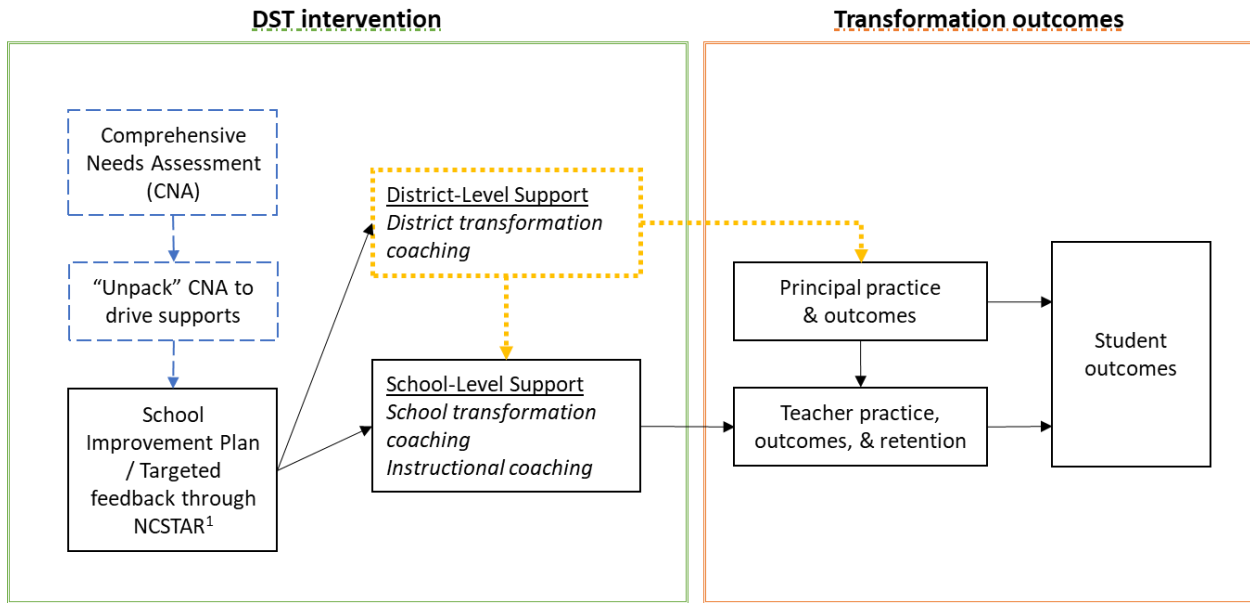 DST intervention
Transformation outcomes
Comprehensive
Needs Assessment
(CNA)
“Unpack” CNA to
drive supports
School
Improvement Plan
/ Targeted
feedback through
NCSTAR¹
District-Level Support
District transformation
coaching
School-Level Support
School transformation
coaching
Instructional coaching
Principal practice
& outcomes
Teacher practice,
outcomes, & retention
Student
outcomes